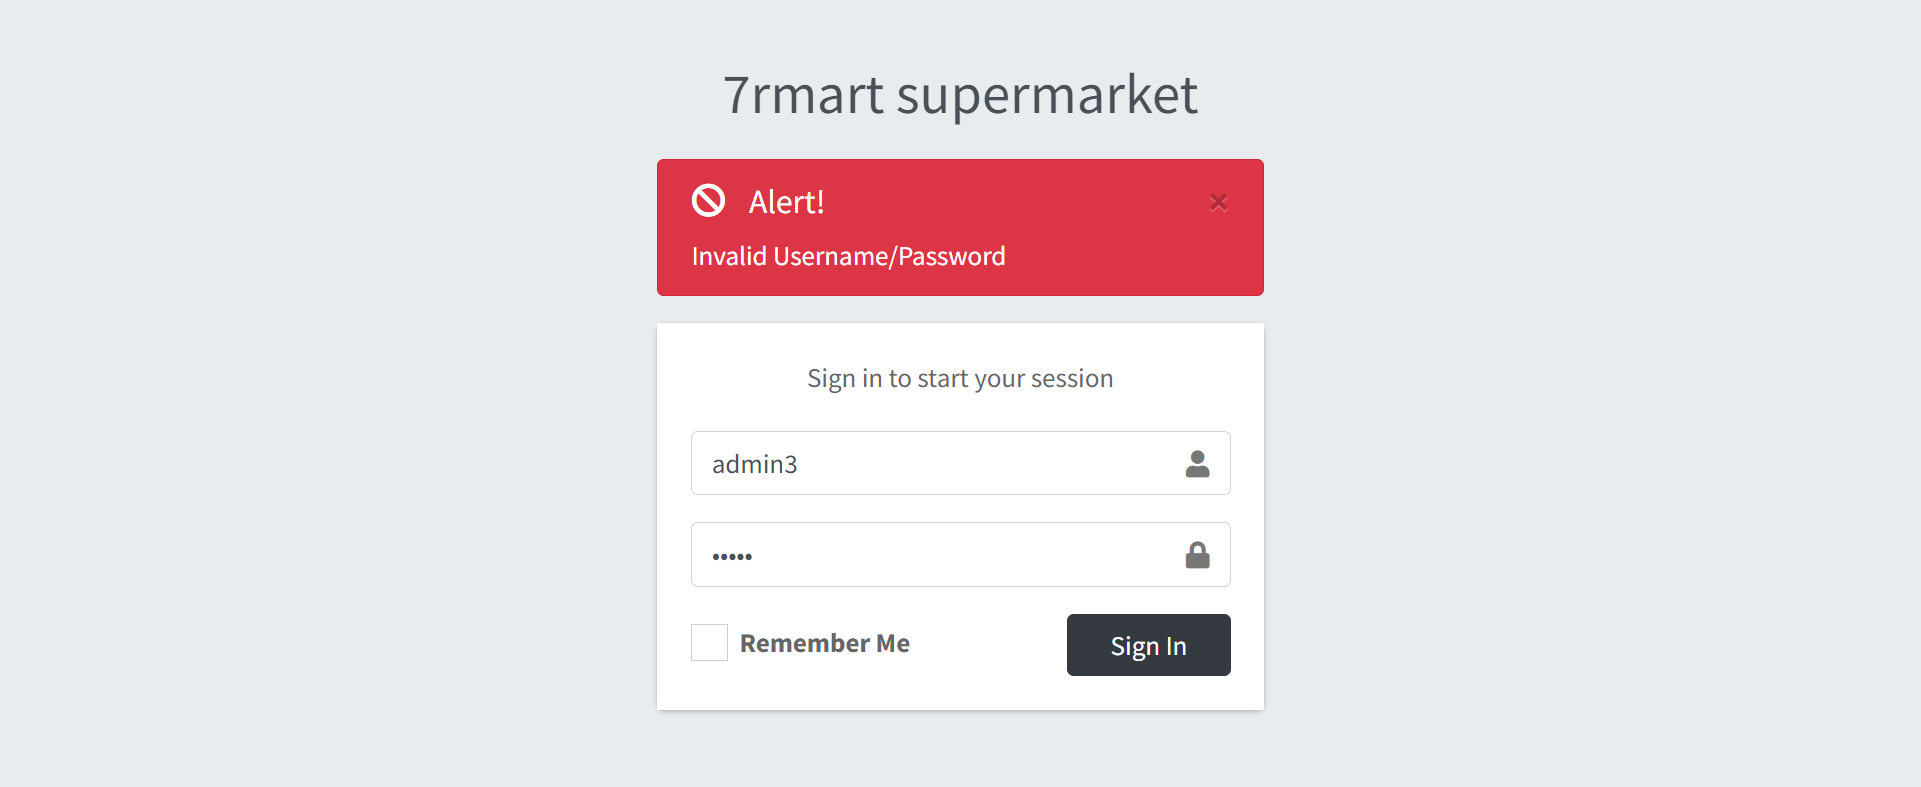 7rmart supermarket
Alert!
×
Invalid Username/Password
Sign in to start your session
admin3
•••••
Remember Me
Sign In